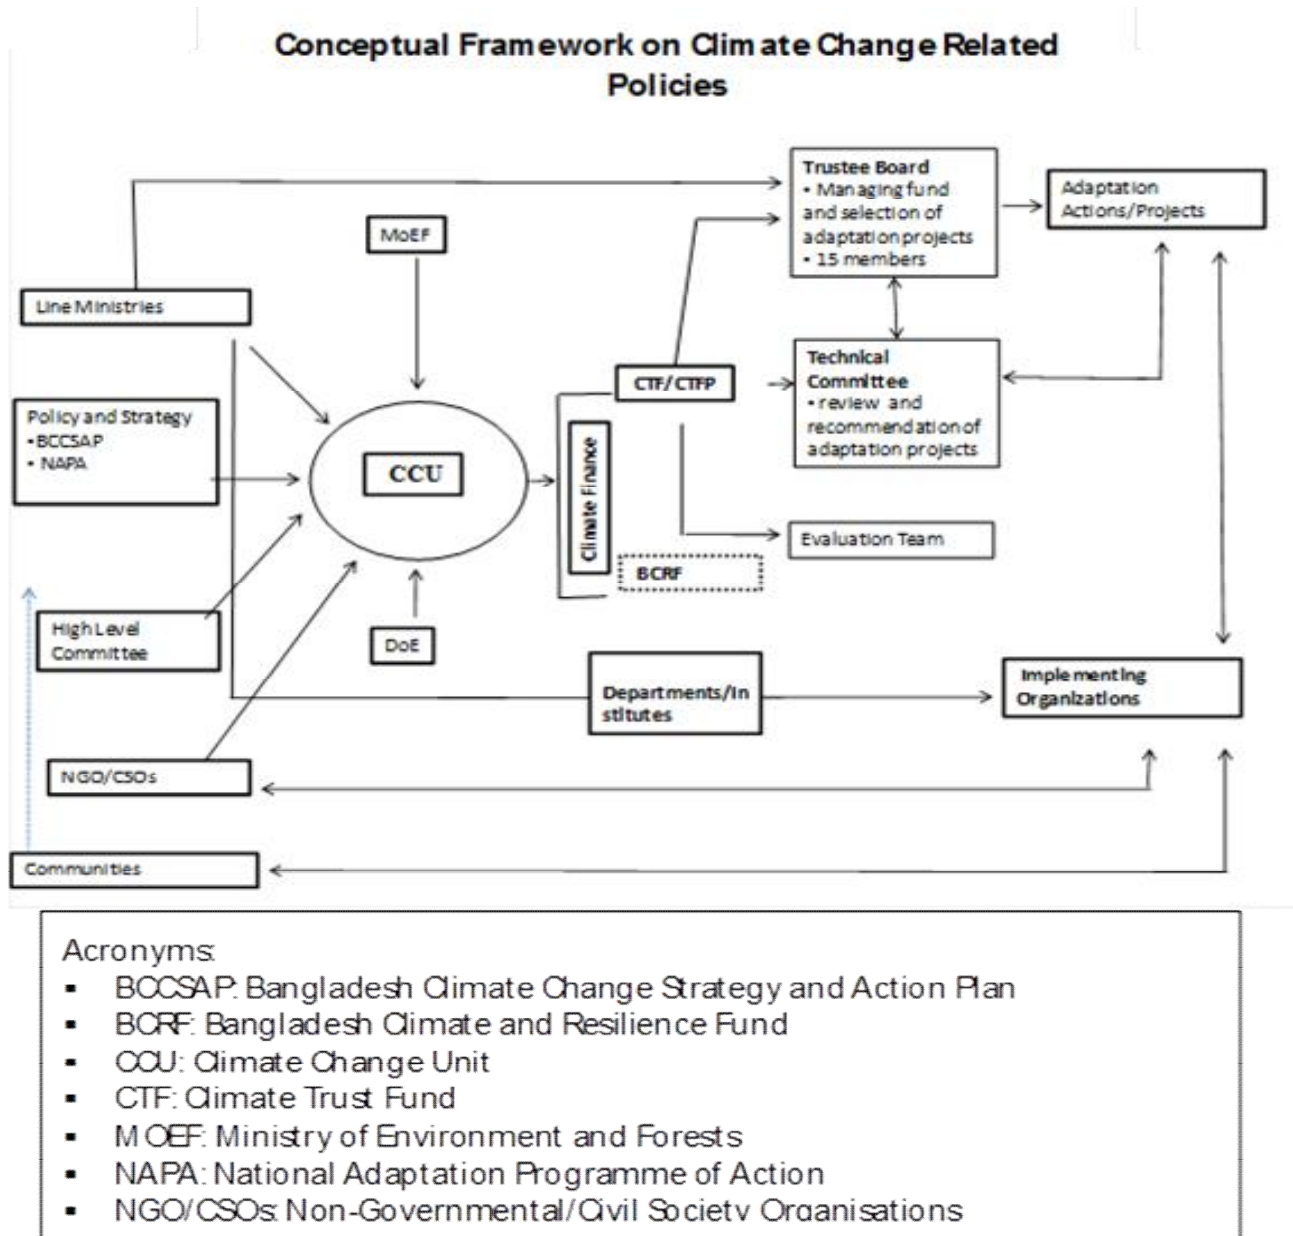 Conceptual Framework on Climate Change Related
Policies
Trustee Board
• Managing fund
and selection of
adaptation projects
• 15 members
Adaptation
Actions/Projects
MoEF
Line Ministries
Technical
Committee
• review and
recommendation of
adaptation projects
CTF/CTFP
Policy and Strategy
• BCCSAP
• NAPA
CCU
Climate Finance
Evaluation Team
BCRF
High Level
Committee
DoE
Departments/In
stitutes
Implementing
Organizations
NGO/CSOs
Communities
Acronyms:
▪ BCCSAP: Bangladesh Climate Change Strategy and Action Plan
▪ BCRF: Bangladesh Climate and Resilience Fund
▪ CCU: Climate Change Unit
▪ CTF: Climate Trust Fund
▪ MOEF: Ministry of Environment and Forests
▪ NAPA: National Adaptation Programme of Action
▪ NGO/CSOs: Non-Governmental/Civil Society Organisations